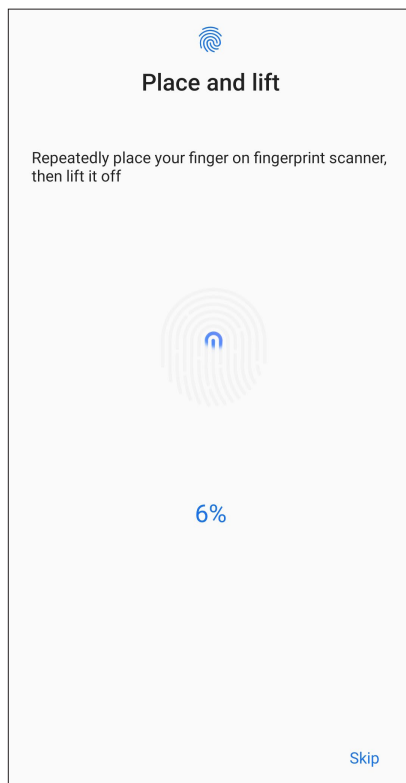 Place and lift
Repeatedly place your finger on fingerprint scanner,
then lift it off
6%
Skip